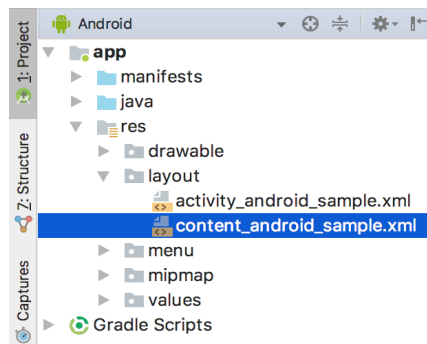 Android
1: Project
app
manifests
java
res
drawable
layout
activity_android_sample.xml
content_android_sample.xml
menu
mipmap
values
Gradle Scripts
Z: Structure
Captures